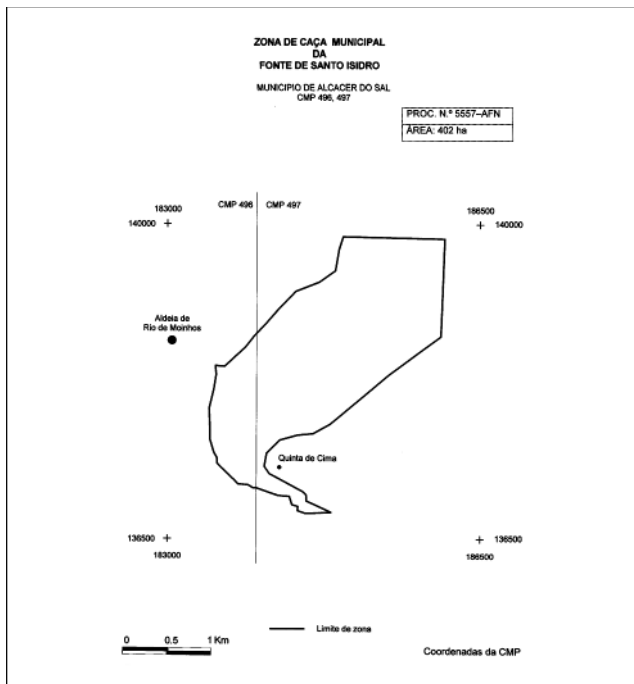 ZONA DE CAÇA MUNICIPAL
DA
FONTE DE SANTO ISIDRO
MUNICIPIO DE ALCACER DO SAL
CMP 496, 497
PROC. N.º 5557–AFN
ÁREA: 402 ha
183000
CMP 496
CMP 497
186500
140000
140000
Aldeia de
Rio de Moinhos
Quinta de Cima
136500
136500
183000
186500
0 0.5 1 Km
Limite de zona
Coordenadas da CMP